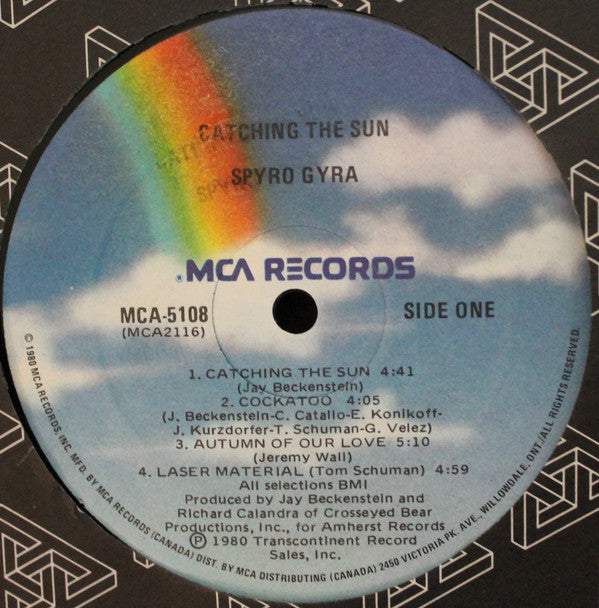 CATCHING THE SUN
SPYRO GYRA
® MCA RECORDS
MCA-5108
(MCA2116)
SIDE ONE
1. CATCHING THE SUN 4:41
(Jay Beckenstein)
2. COCKATOO 4:05
(J. Beckenstein-C. Catallo-E. Konikoff-
J. Kurzdorfer-T. Schuman-G. Velez)
3. AUTUMN OF OUR LOVE 5:10
(Jeremy Wall)
4. LASER MATERIAL (Tom Schuman) 4:59
All selections BMI
Produced by Jay Beckenstein and
Richard Calandra of Crosseyed Bear
Productions, Inc., for Amherst Records
Ⓟ 1980 Transcontinent Record
Sales, Inc.
© 1980 MCA RECORDS, INC. MFD. BY MCA RECORDS (CANADA) DIST. BY MCA DISTRIBUTING (CANADA) 2450 VICTORIA PK. AVE., WILLOWDALE, ONT./ALL RIGHTS RESERVED.